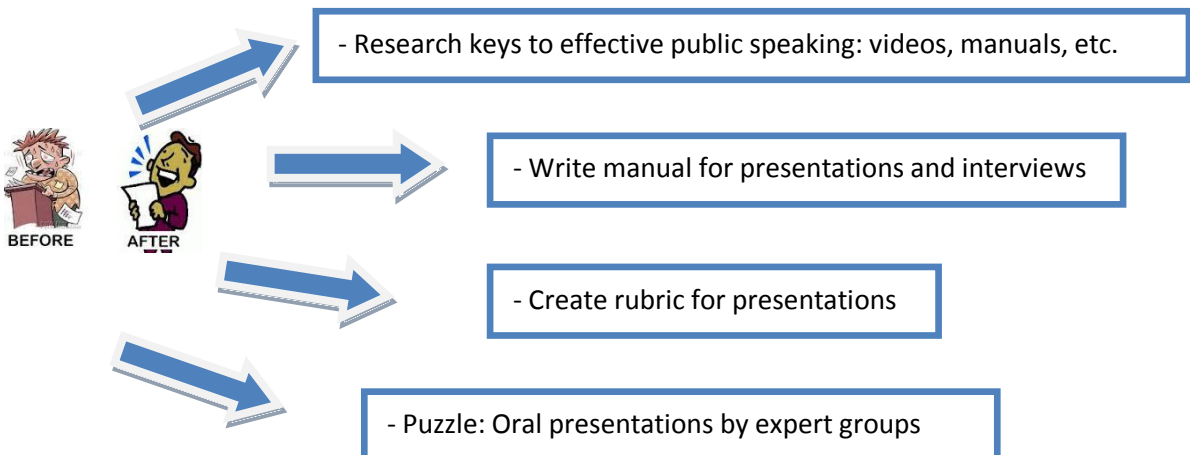 - Research keys to effective public speaking: videos, manuals, etc.
- Write manual for presentations and interviews
BEFORE
AFTER
- Create rubric for presentations
- Puzzle: Oral presentations by expert groups